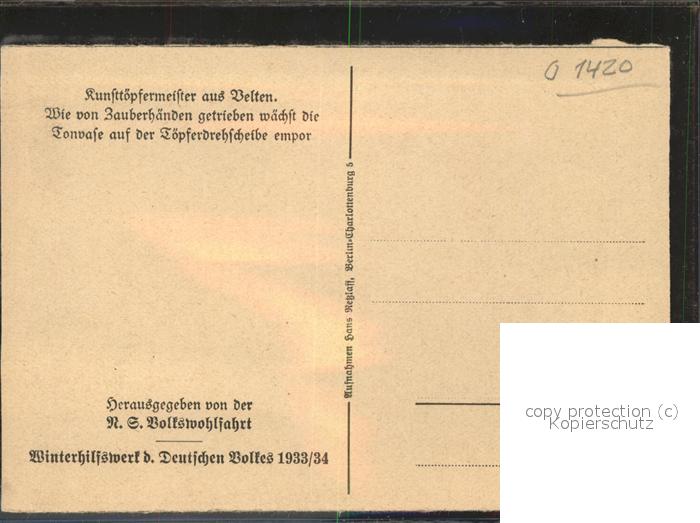 Kunsttöpfermeister aus Velten.
Wie von Zauberhänden getrieben wächst die
Tonvase auf der Töpferdrehscheibe empor
Herausgegeben von der
N. S. Volkswohlfahrt
Winterhilfswerk d. Deutschen Volkes 1933/34
Aufnahmen Hans Retzlaff, Berlin-Charlottenburg 5
O 1420
copy protection (c)
Kopierschutz